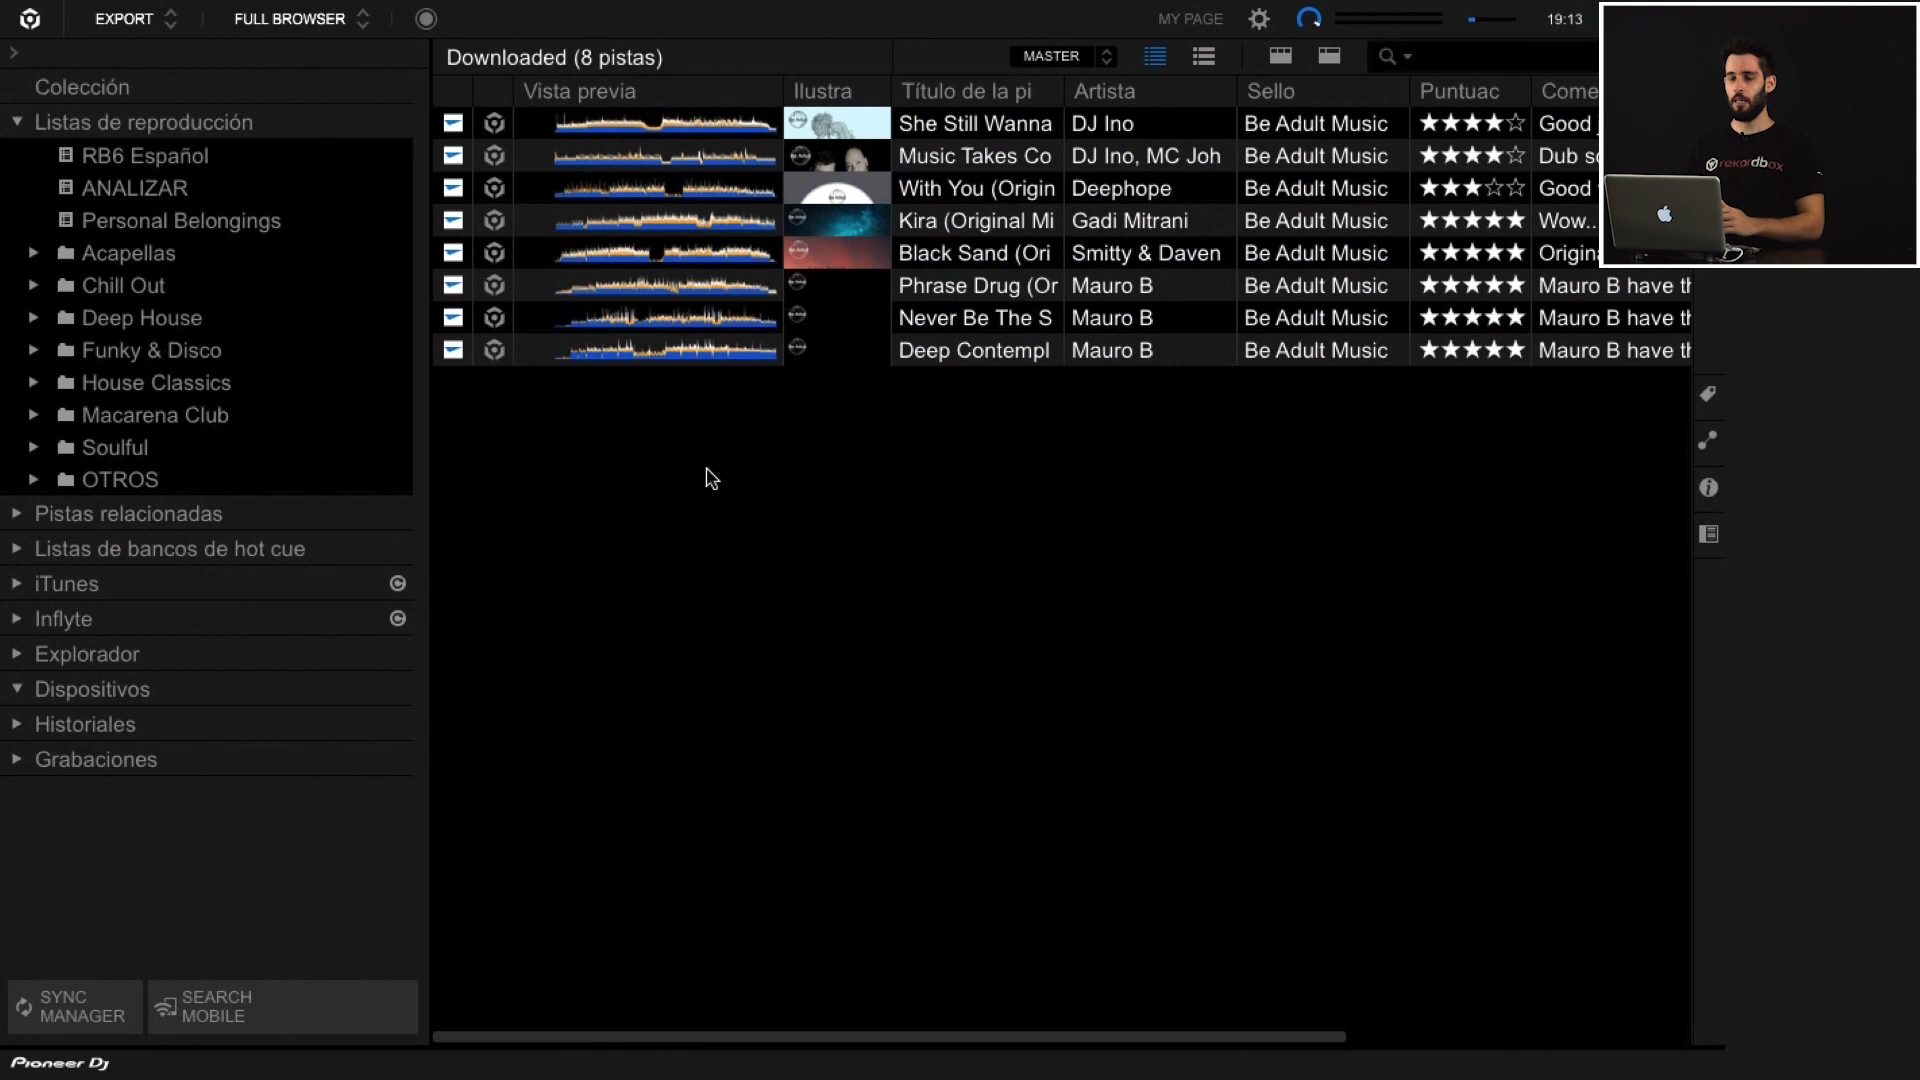 EXPORT FULL BROWSER MY PAGE 19:13
Downloaded (8 pistas) MASTER
Vista previa Ilustra Título de la pi Artista Sello Puntuac Come
She Still Wanna DJ Ino Be Adult Music ★★★★☆ Good
Music Takes Co DJ Ino, MC Joh Be Adult Music ★★★★☆ Dub
With You (Origin Deephope Be Adult Music ★★★☆☆ Good
Kira (Original Mi Gadi Mitrani Be Adult Music ★★★★★ Wow...
Black Sand (Ori Smitty & Daven Be Adult Music ★★★★★ Origin
Phrase Drug (Or Mauro B Be Adult Music ★★★★★ Mauro B have th
Never Be The S Mauro B Be Adult Music ★★★★★ Mauro B have th
Deep Contempl Mauro B Be Adult Music ★★★★★ Mauro B have th
Colección
Listas de reproducción
RB6 Español
ANALIZAR
Personal Belongings
Acapellas
Chill Out
Deep House
Funky & Disco
House Classics
Macarena Club
Soulful
OTROS
Pistas relacionadas
Listas de bancos de hot cue
iTunes
Inflyte
Explorador
Dispositivos
Historiales
Grabaciones
SYNC
MANAGER
SEARCH
MOBILE
Pioneer Dj
rekordbox